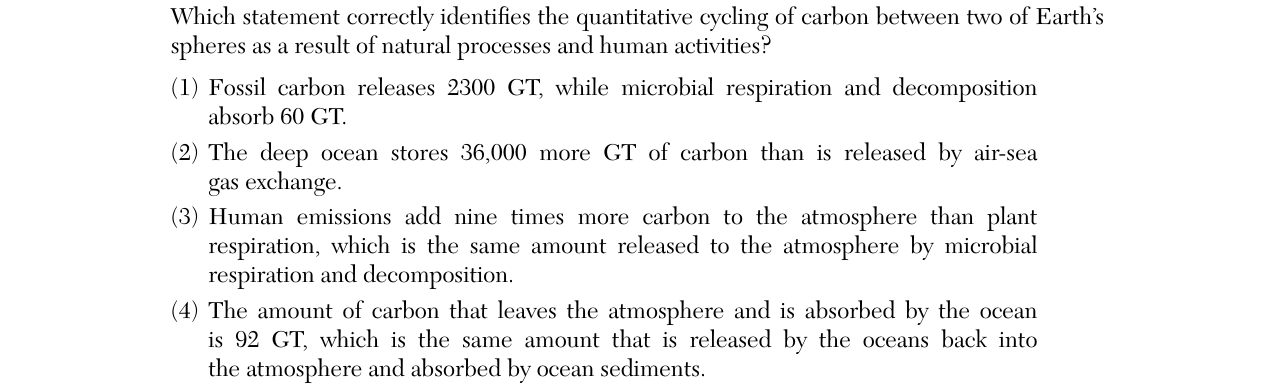 Which statement correctly identifies the quantitative cycling of carbon between two of Earth's
spheres as a result of natural processes and human activities?
(1) Fossil carbon releases 2300 GT, while microbial respiration and decomposition
absorb 60 GT.
(2) The deep ocean stores 36,000 more GT of carbon than is released by air-sea
gas exchange.
(3) Human emissions add nine times more carbon to the atmosphere than plant
respiration, which is the same amount released to the atmosphere by microbial
respiration and decomposition.
(4) The amount of carbon that leaves the atmosphere and is absorbed by the ocean
is 92 GT, which is the same amount that is released by the oceans back into
the atmosphere and absorbed by ocean sediments.